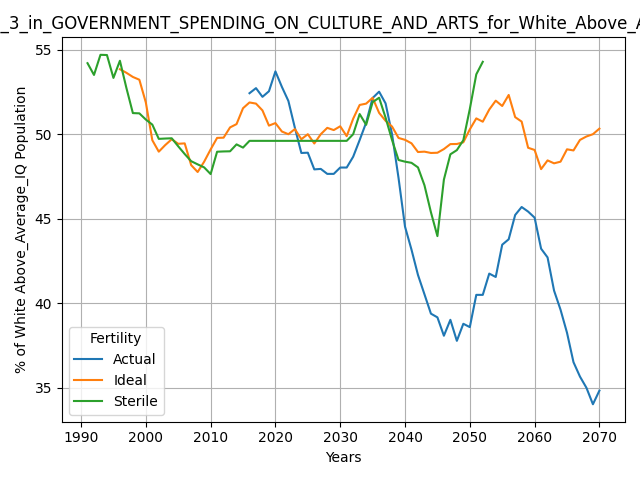 _3_in_GOVERNMENT_SPENDING_ON_CULTURE_AND_ARTS_for_White_Above_A
% of White Above_Average_IQ Population
55
50
45
40
35
Fertility
Actual
Ideal
Sterile
1990 2000 2010 2020 2030 2040 2050 2060 2070
Years